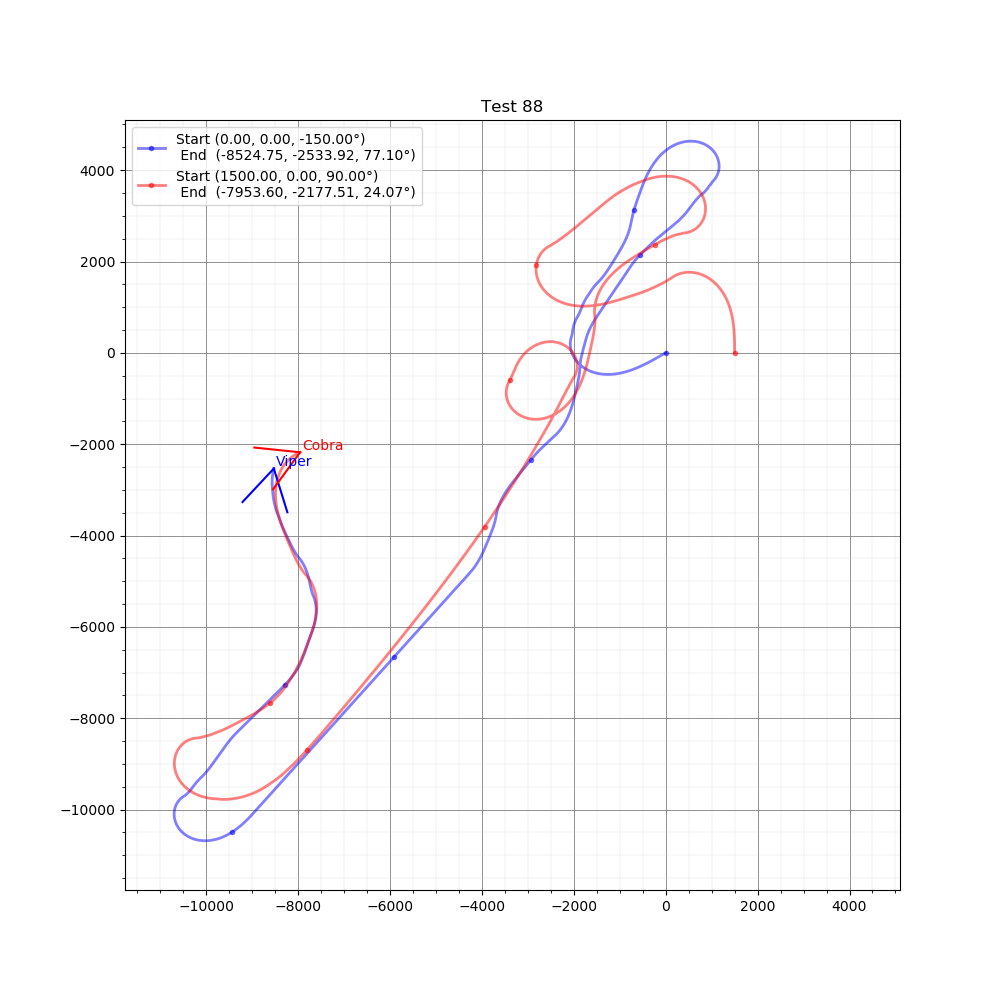 Test 88
Start (0.00, 0.00, -150.00°)
End (-8524.75, -2533.92, 77.10°)
Start (1500.00, 0.00, 90.00°)
End (-7953.60, -2177.51, 24.07°)
4000
2000
0
−2000
−4000
−6000
−8000
−10000
Cobra
Viper
−10000 −8000 −6000 −4000 −2000 0 2000 4000